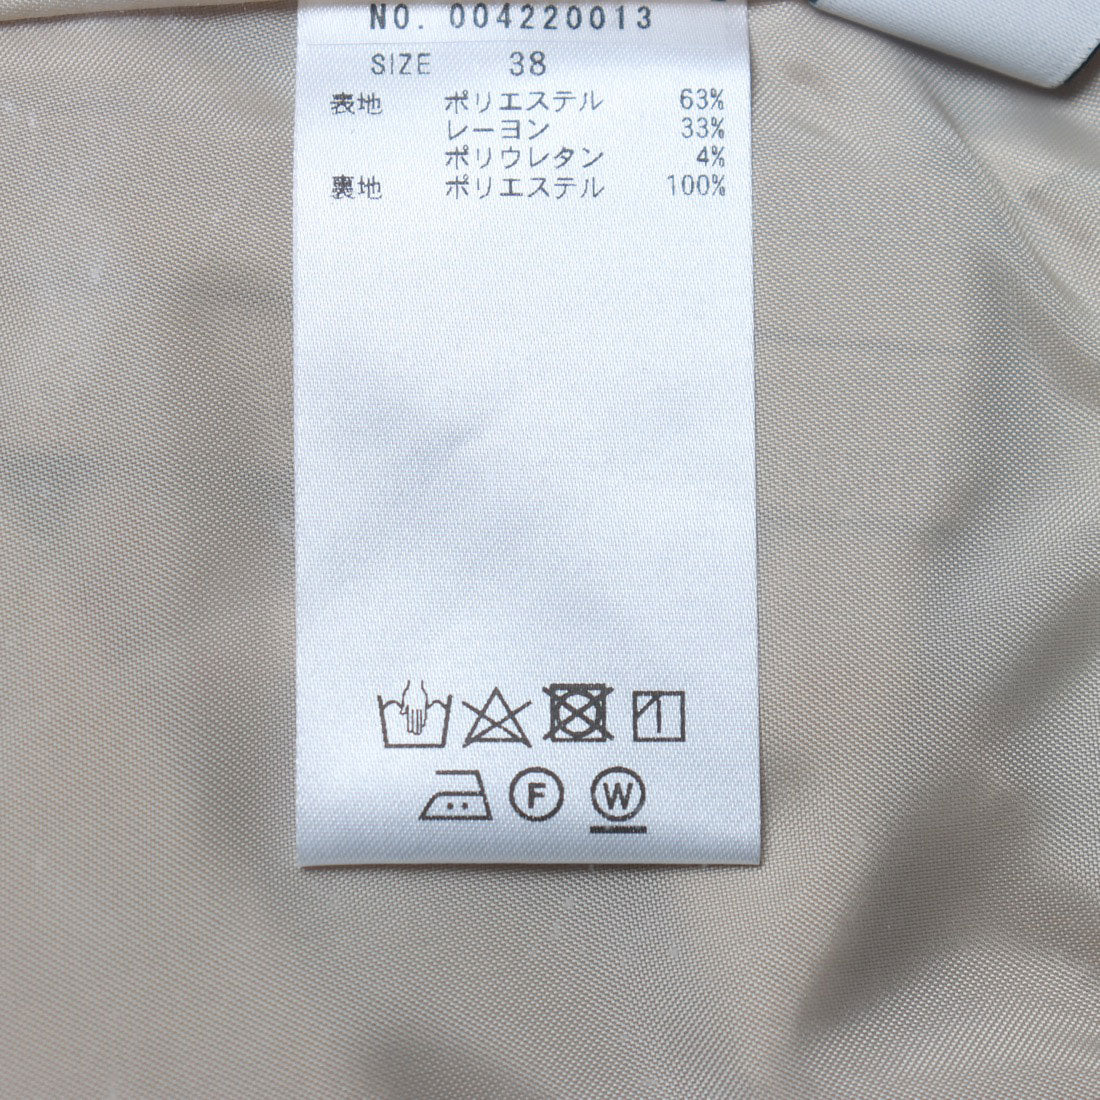 NO. 004220013
SIZE 38
表地 ポリエステル 63%
レーヨン 33%
ポリウレタン 4%
裏地 ポリエステル 100%
F W